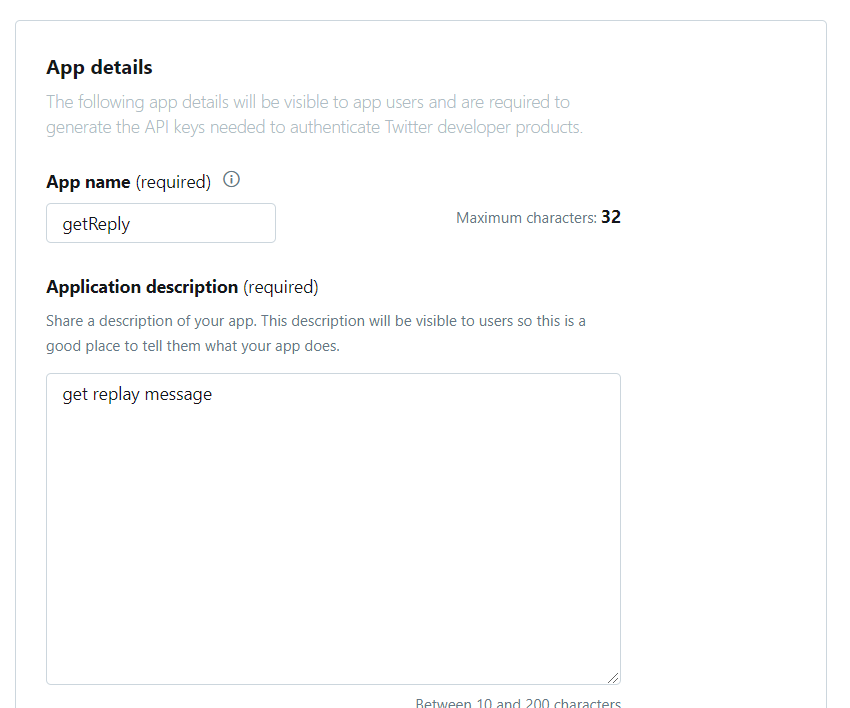 App details
The following app details will be visible to app users and are required to
generate the API keys needed to authenticate Twitter developer products.
App name (required)
getReply
Maximum characters: 32
Application description (required)
Share a description of your app. This description will be visible to users so this is a
good place to tell them what your app does.
get replay message
Between 10 and 200 characters